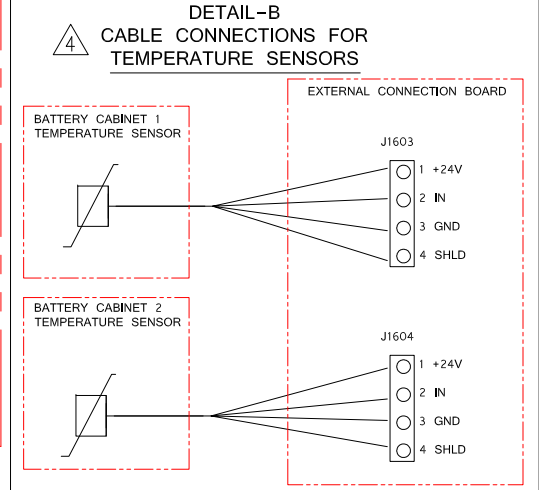 DETAIL-B
4 CABLE CONNECTIONS FOR
TEMPERATURE SENSORS
EXTERNAL CONNECTION BOARD
BATTERY CABINET 1
TEMPERATURE SENSOR
J1603
1 +24V
2 IN
3 GND
4 SHLD
BATTERY CABINET 2
TEMPERATURE SENSOR
J1604
1 +24V
2 IN
3 GND
4 SHLD